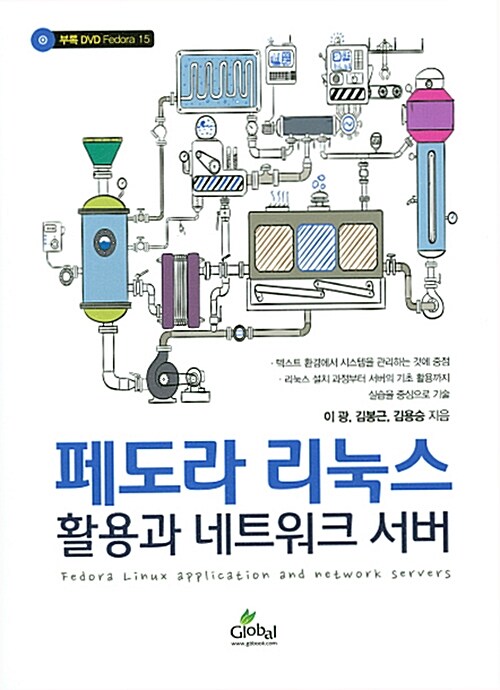 부록 DVD Fedora 15
· 텍스트 환경에서 시스템을 관리하는 것에 중점
· 리눅스 설치 과정부터 서버의 기초 활용까지
실습을 중심으로 기술
이 광, 김봉근, 김용승 지음
페도라 리눅스
활용과 네트워크 서버
Fedora Linux application and network servers
Global
www.gbbook.com